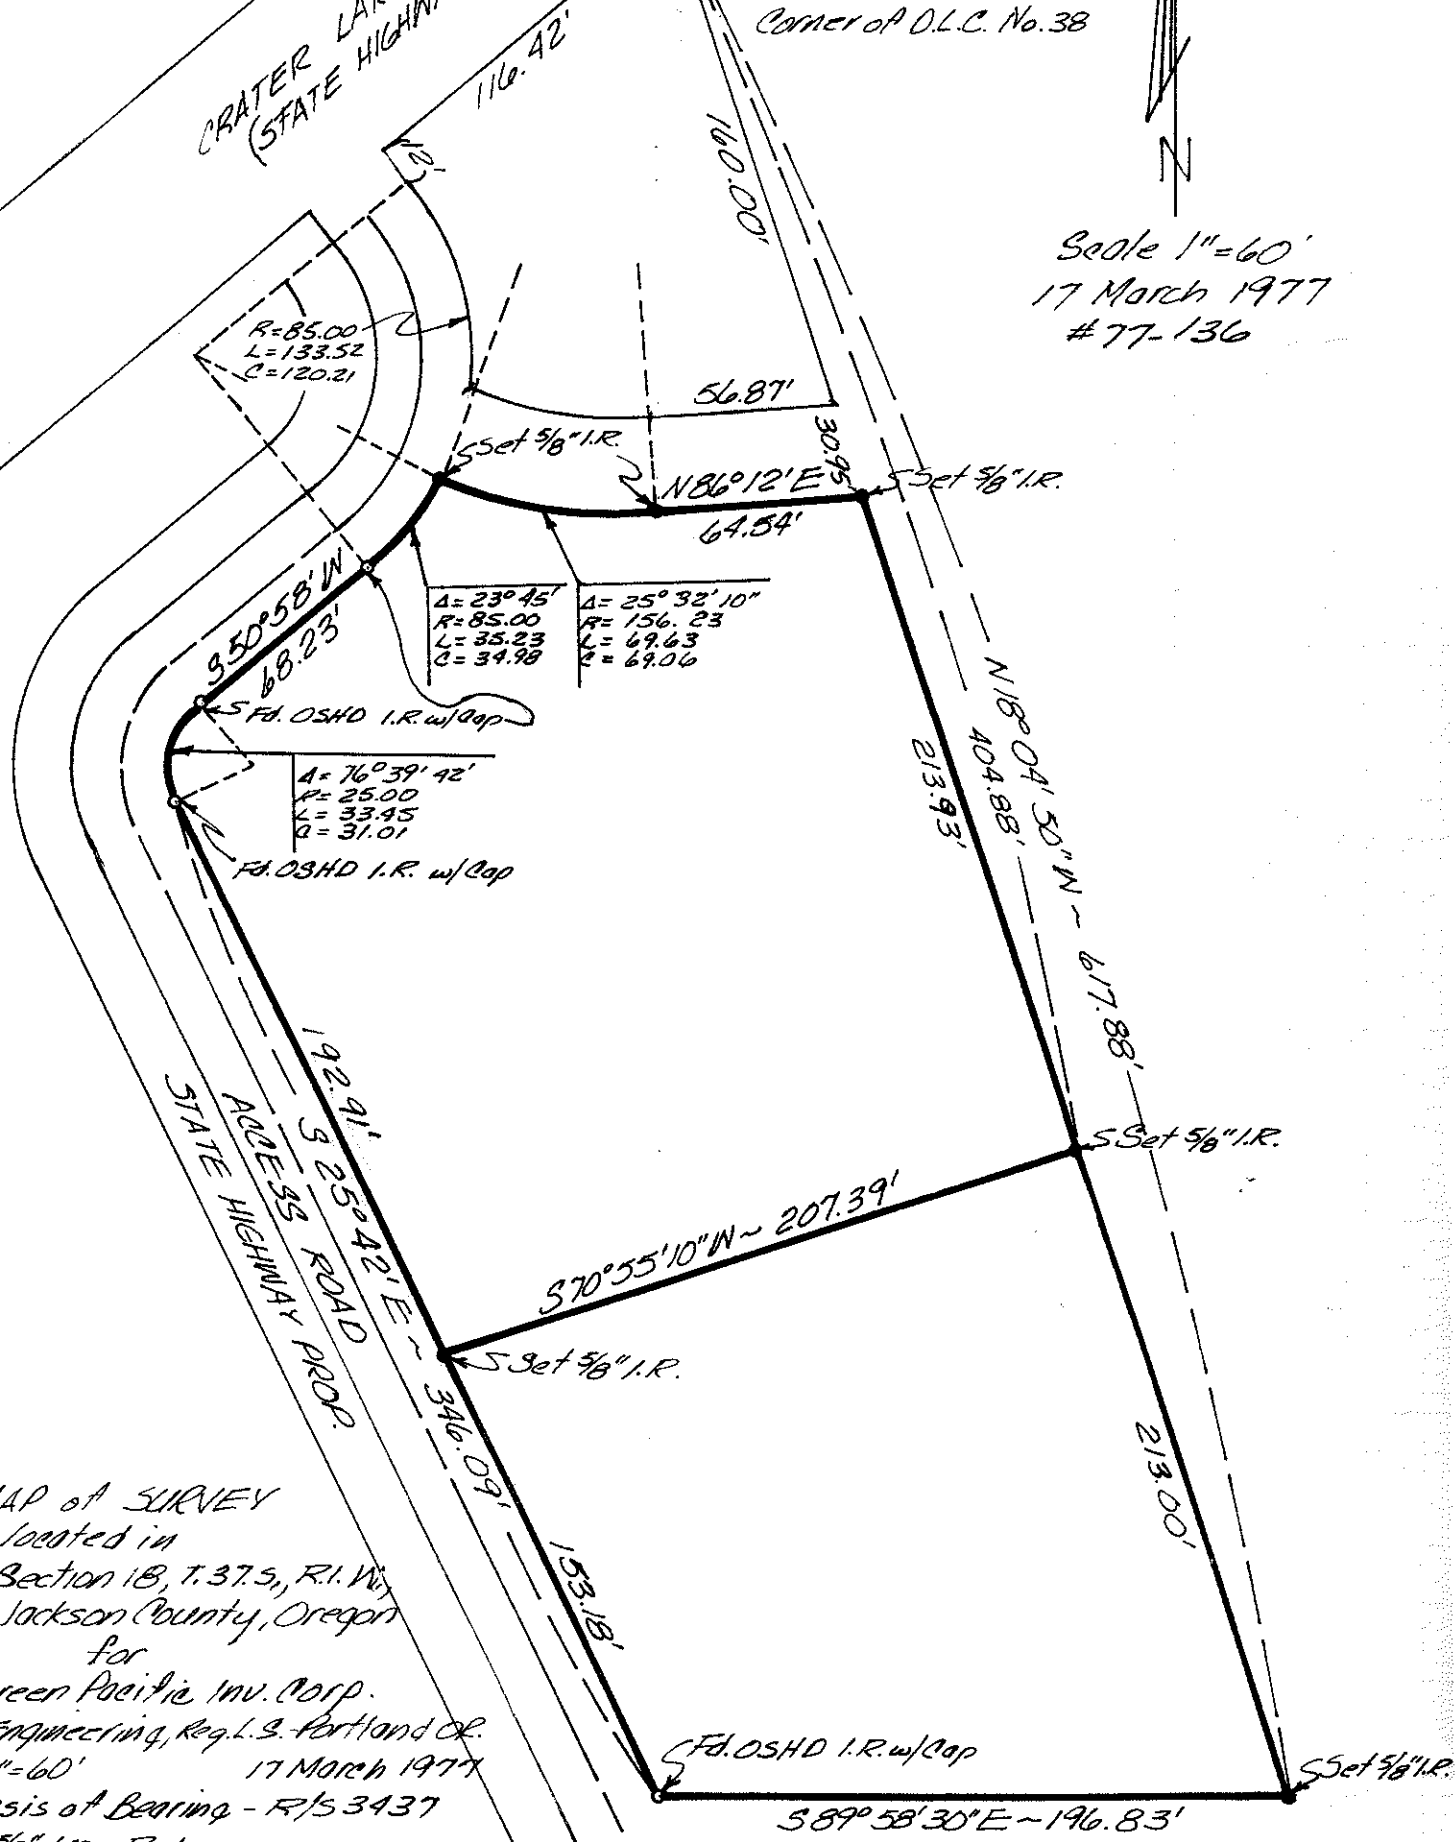 Corner of D.L.C. No. 38
CRATER
(STATE
116.42'
12'
160.00'
N
Scale 1"=60'
17 March 1977
#77-136
R=85.00
L=133.52
C=120.21
56.87'
30.95
Set 5/8" I.R.
N86°12'E
64.54'
Set 5/8" I.R.
S50°58'W
68.23'
Δ= 23°45'
R=85.00
L=35.23
C=34.98
Δ= 25°32'10"
R= 156.23
L= 69.63
C= 69.06
Fd. OSHD I.R. w/Cap
Δ= 76°39'42"
R= 25.00
L= 33.45
C= 31.01
Fd. OSHD I.R. w/Cap
213.93'
404.88'
N18°04'50"W ~ 617.88'
192.91'
S 25°42' E ~ 346.09'
ACCESS ROAD
STATE HIGHWAY PROP.
Set 5/8" I.R.
S70°55'10"W ~ 207.39'
Set 5/8" I.R.
213.00'
153.18'
AP of SURVEY
located in
Section 18, T.37.S., R.1.W.,
Jackson County, Oregon
for
reen Pacific Inv. Corp.
Engineering, Reg. L.S. - Portland OR.
"=60' 17 March 1977
sis of Bearing - R/S 3437
Fd. OSHD I.R. w/Cap
Set 5/8" I.R.
S89°58'30"E ~ 196.83'